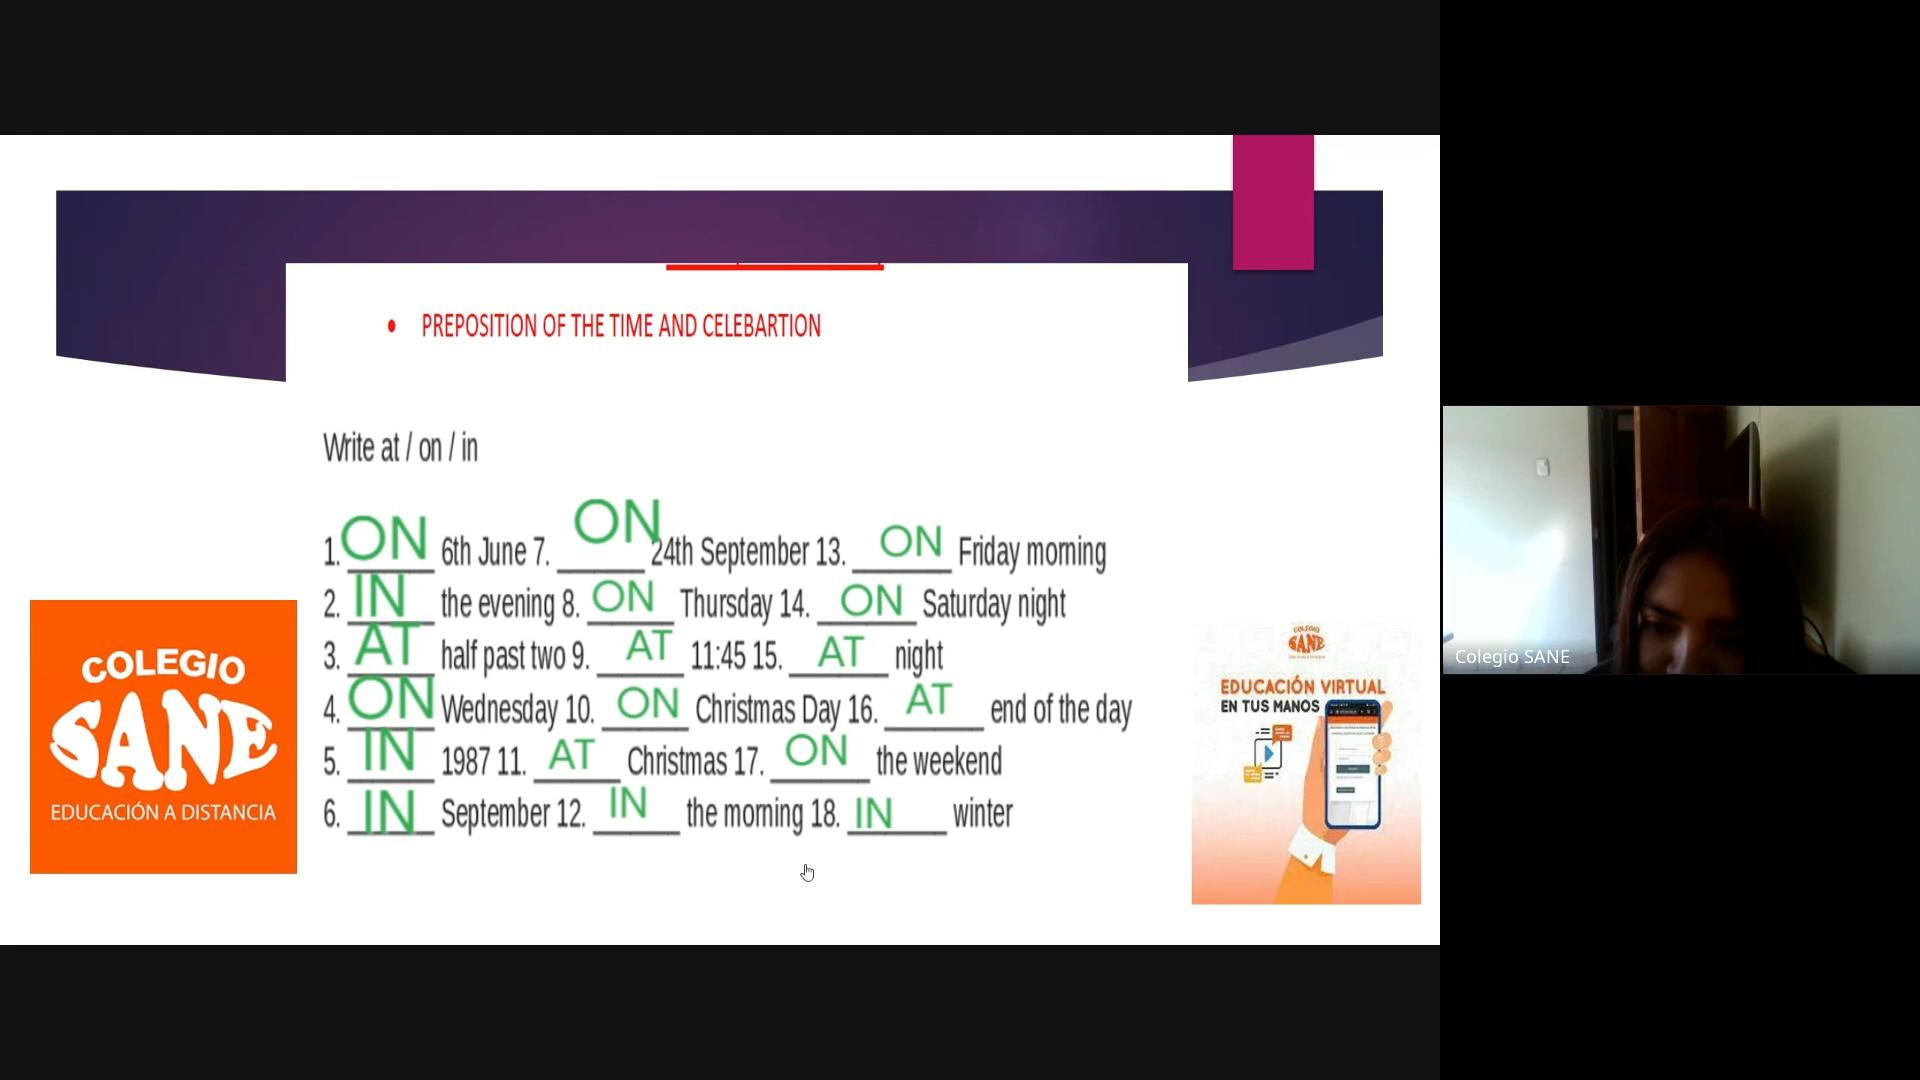 PREPOSITION OF THE TIME AND CELEBARTION
Write at / on / in
1. ON 6th June 7. ON 24th September 13. ON Friday morning
2. IN the evening 8. ON Thursday 14. ON Saturday night
3. AT half past two 9. AT 11:45 15. AT night
4. ON Wednesday 10. ON Christmas Day 16. AT end of the day
5. IN 1987 11. AT Christmas 17. ON the weekend
6. IN September 12. IN the morning 18. IN winter
COLEGIO
SANE
EDUCACIÓN A DISTANCIA
COLEGIO
SANE
EDUCACIÓN VIRTUAL
EN TUS MANOS
Colegio SANE